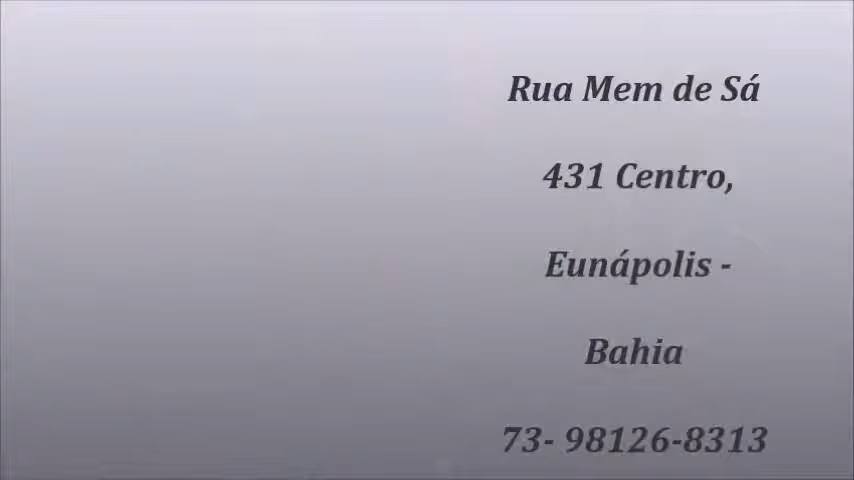 Rua Mem de Sá
431 Centro,
Eunápolis -
Bahia
73- 98126-8313